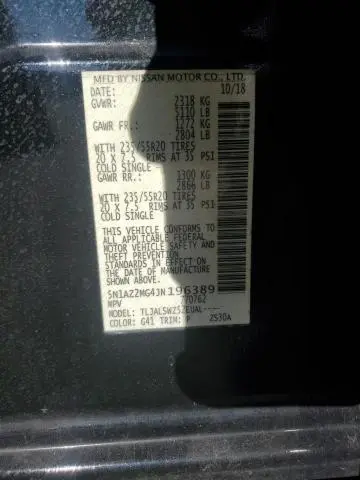 MFD BY NISSAN MOTOR CO., LTD.
DATE: 10/18
GVWR: 2318 KG
5110 LB
GAWR FR.: 1272 KG
2804 LB
WITH 235/55R20 TIRES
20 X 7.5 RIMS AT 35 PSI
COLD SINGLE
GAWR RR.: 1300 KG
2866 LB
WITH 235/55R20 TIRES
20 X 7.5 RIMS AT 35 PSI
COLD SINGLE
THIS VEHICLE CONFORMS TO
ALL APPLICABLE FEDERAL
MOTOR VEHICLE SAFETY AND
THEFT PREVENTION
STANDARDS IN EFFECT ON
THE DATE OF MANUFACTURE
SHOWN ABOVE
5N1AZ2MG4JN196389
MPV 770762
MODEL: TLJALSWZ5ZEUAL----
COLOR: G41 TRIM: P 2530A